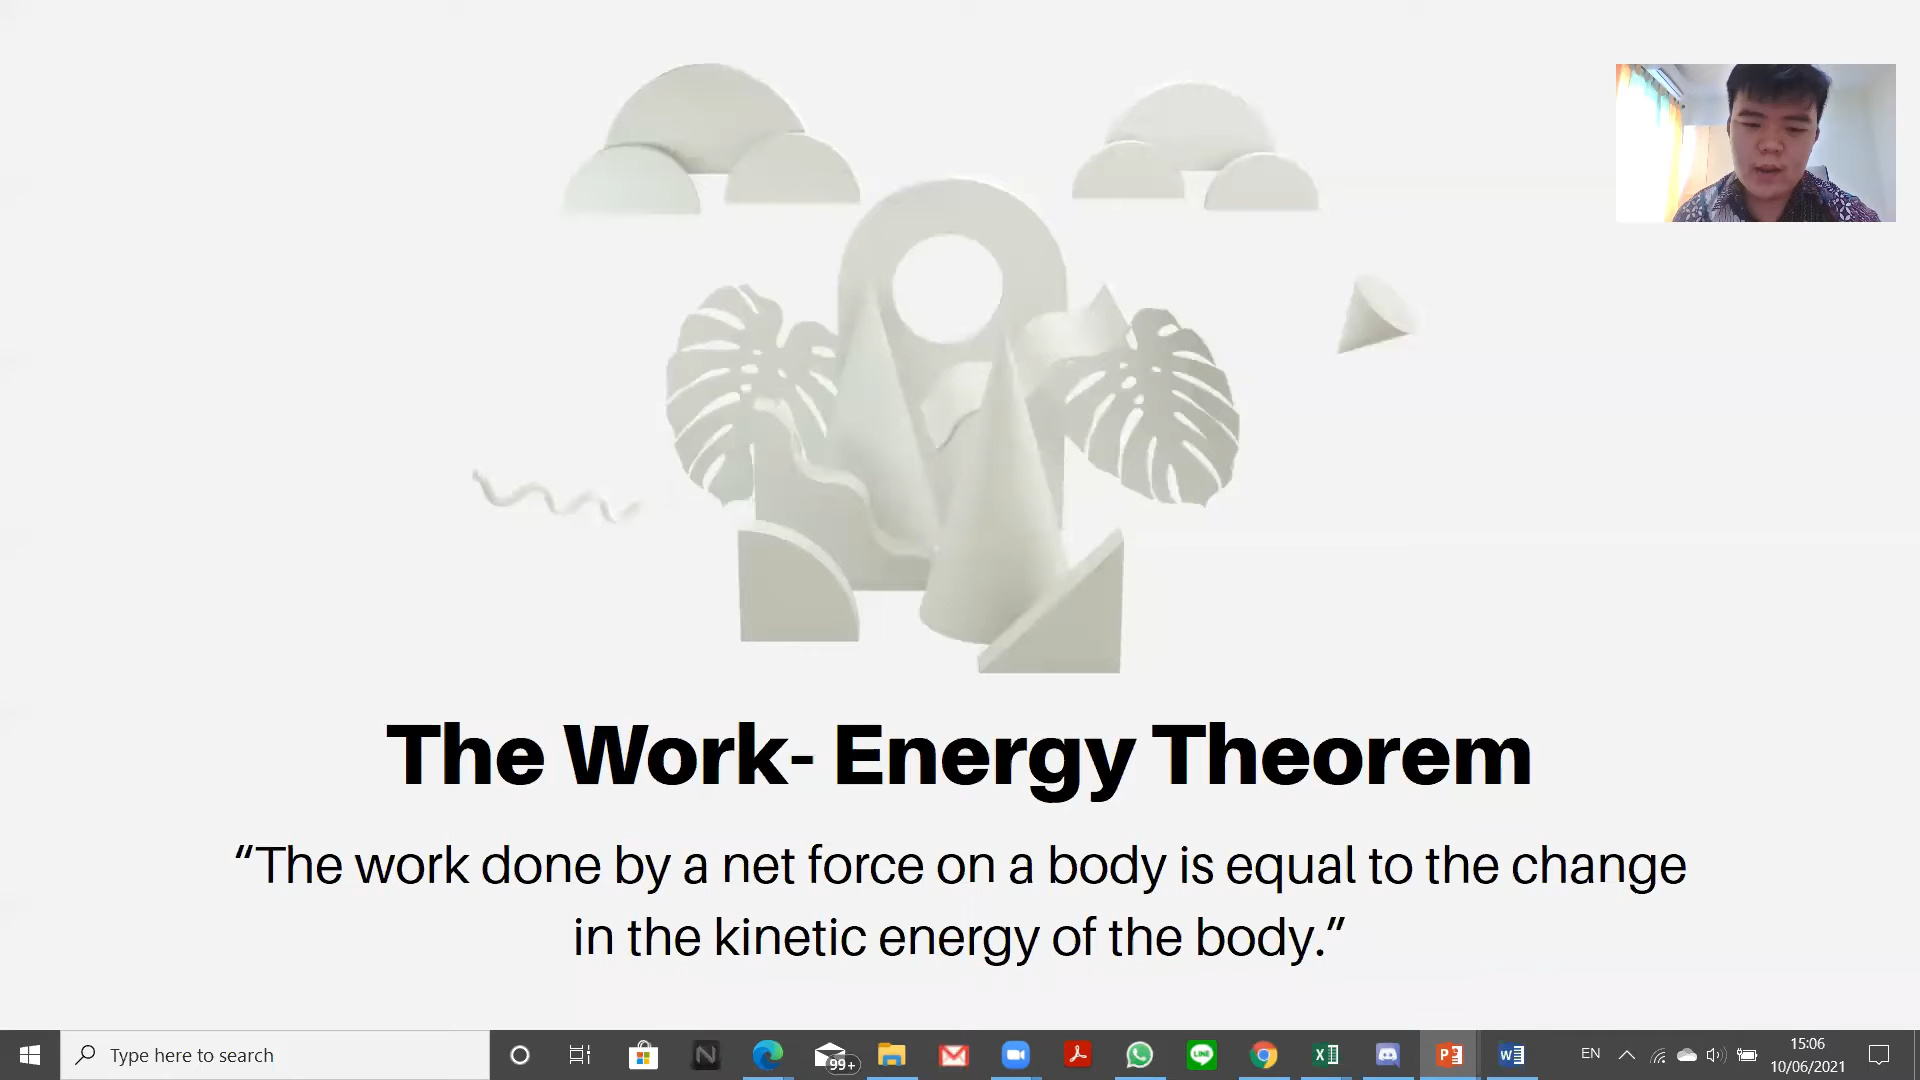 The Work- Energy Theorem
“The work done by a net force on a body is equal to the change
in the kinetic energy of the body.”
Type here to search
99+
EN
15:06
10/06/2021